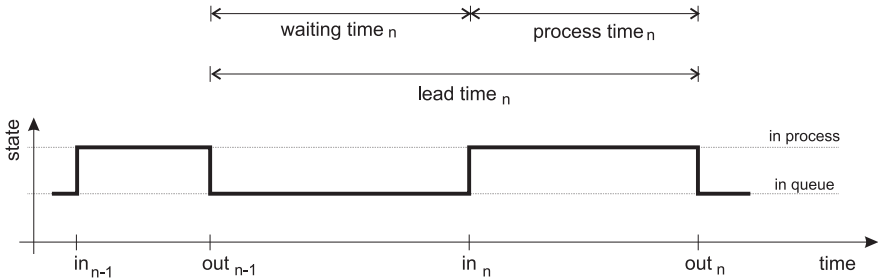 waiting time n
process time n
lead time n
state
in process
in queue
in n-1
out n-1
in n
out n
time